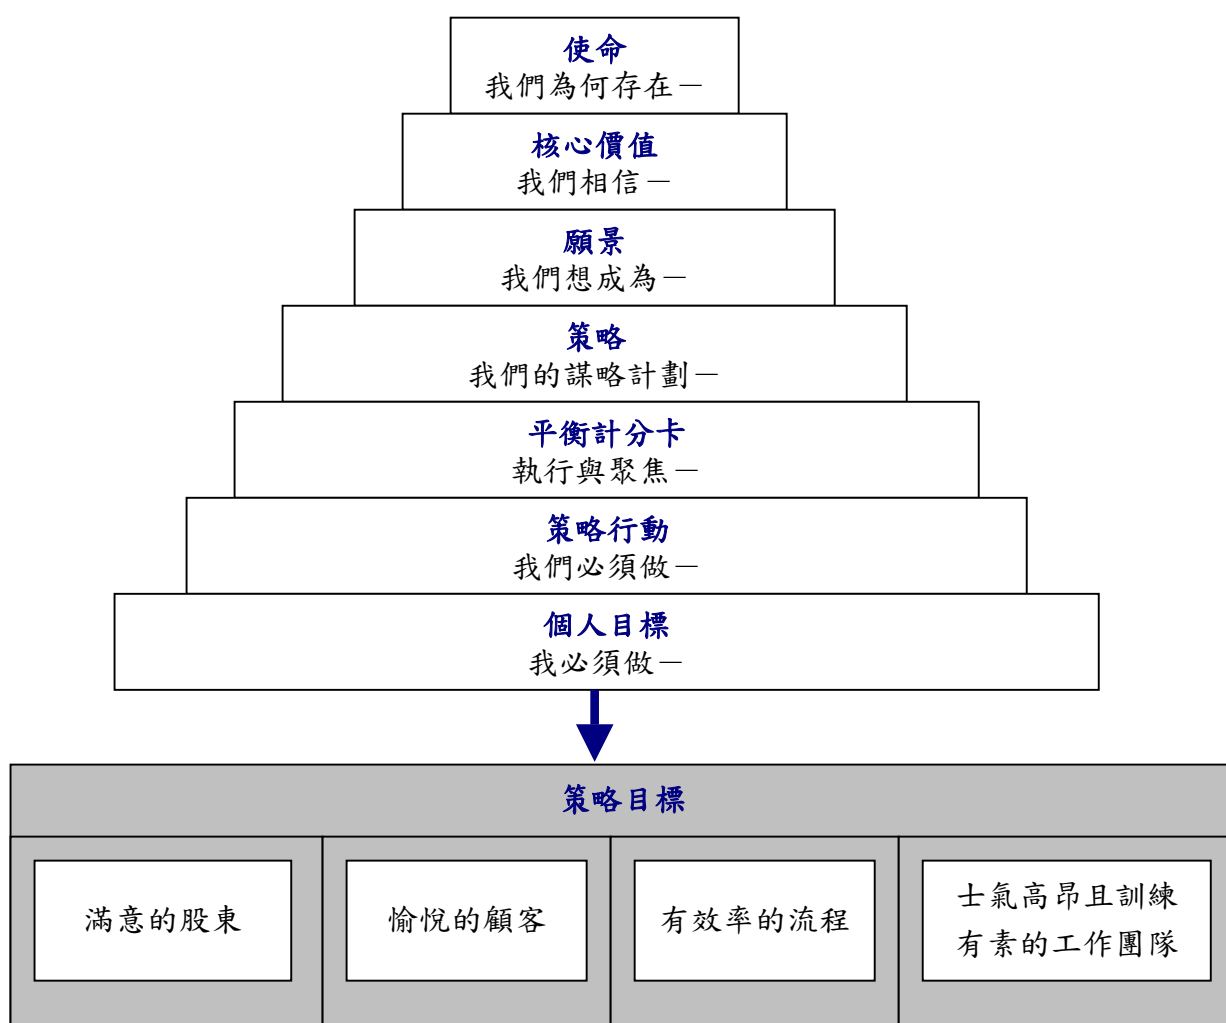 使命
我們為何存在－
核心價值
我們相信－
願景
我們想成為－
策略
我們的謀略計劃－
平衡計分卡
執行與聚焦－
策略行動
我們必須做－
個人目標
我必須做－
策略目標
滿意的股東
愉悅的顧客
有效率的流程
士氣高昂且訓練
有素的工作團隊